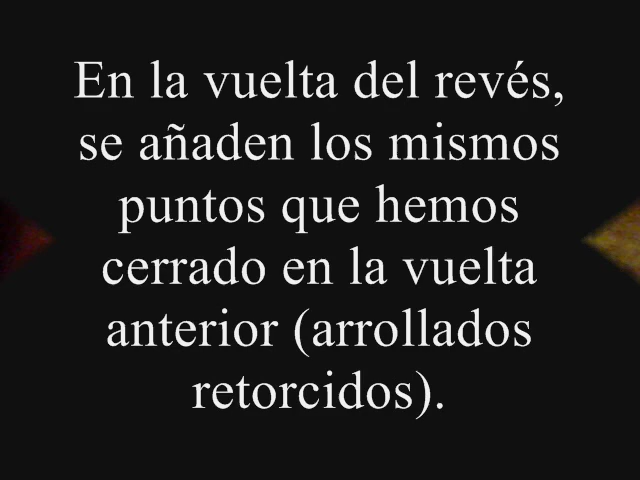 En la vuelta del revés,
se añaden los mismos
puntos que hemos
cerrado en la vuelta
anterior (arrollados
retorcidos).